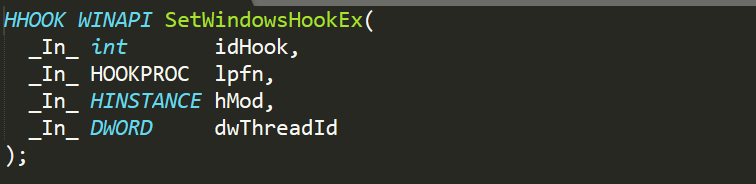 HHOOK WINAPI SetWindowsHookEx(
  _In_ int       idHook,
  _In_ HOOKPROC  lpfn,
  _In_ HINSTANCE hMod,
  _In_ DWORD     dwThreadId
);